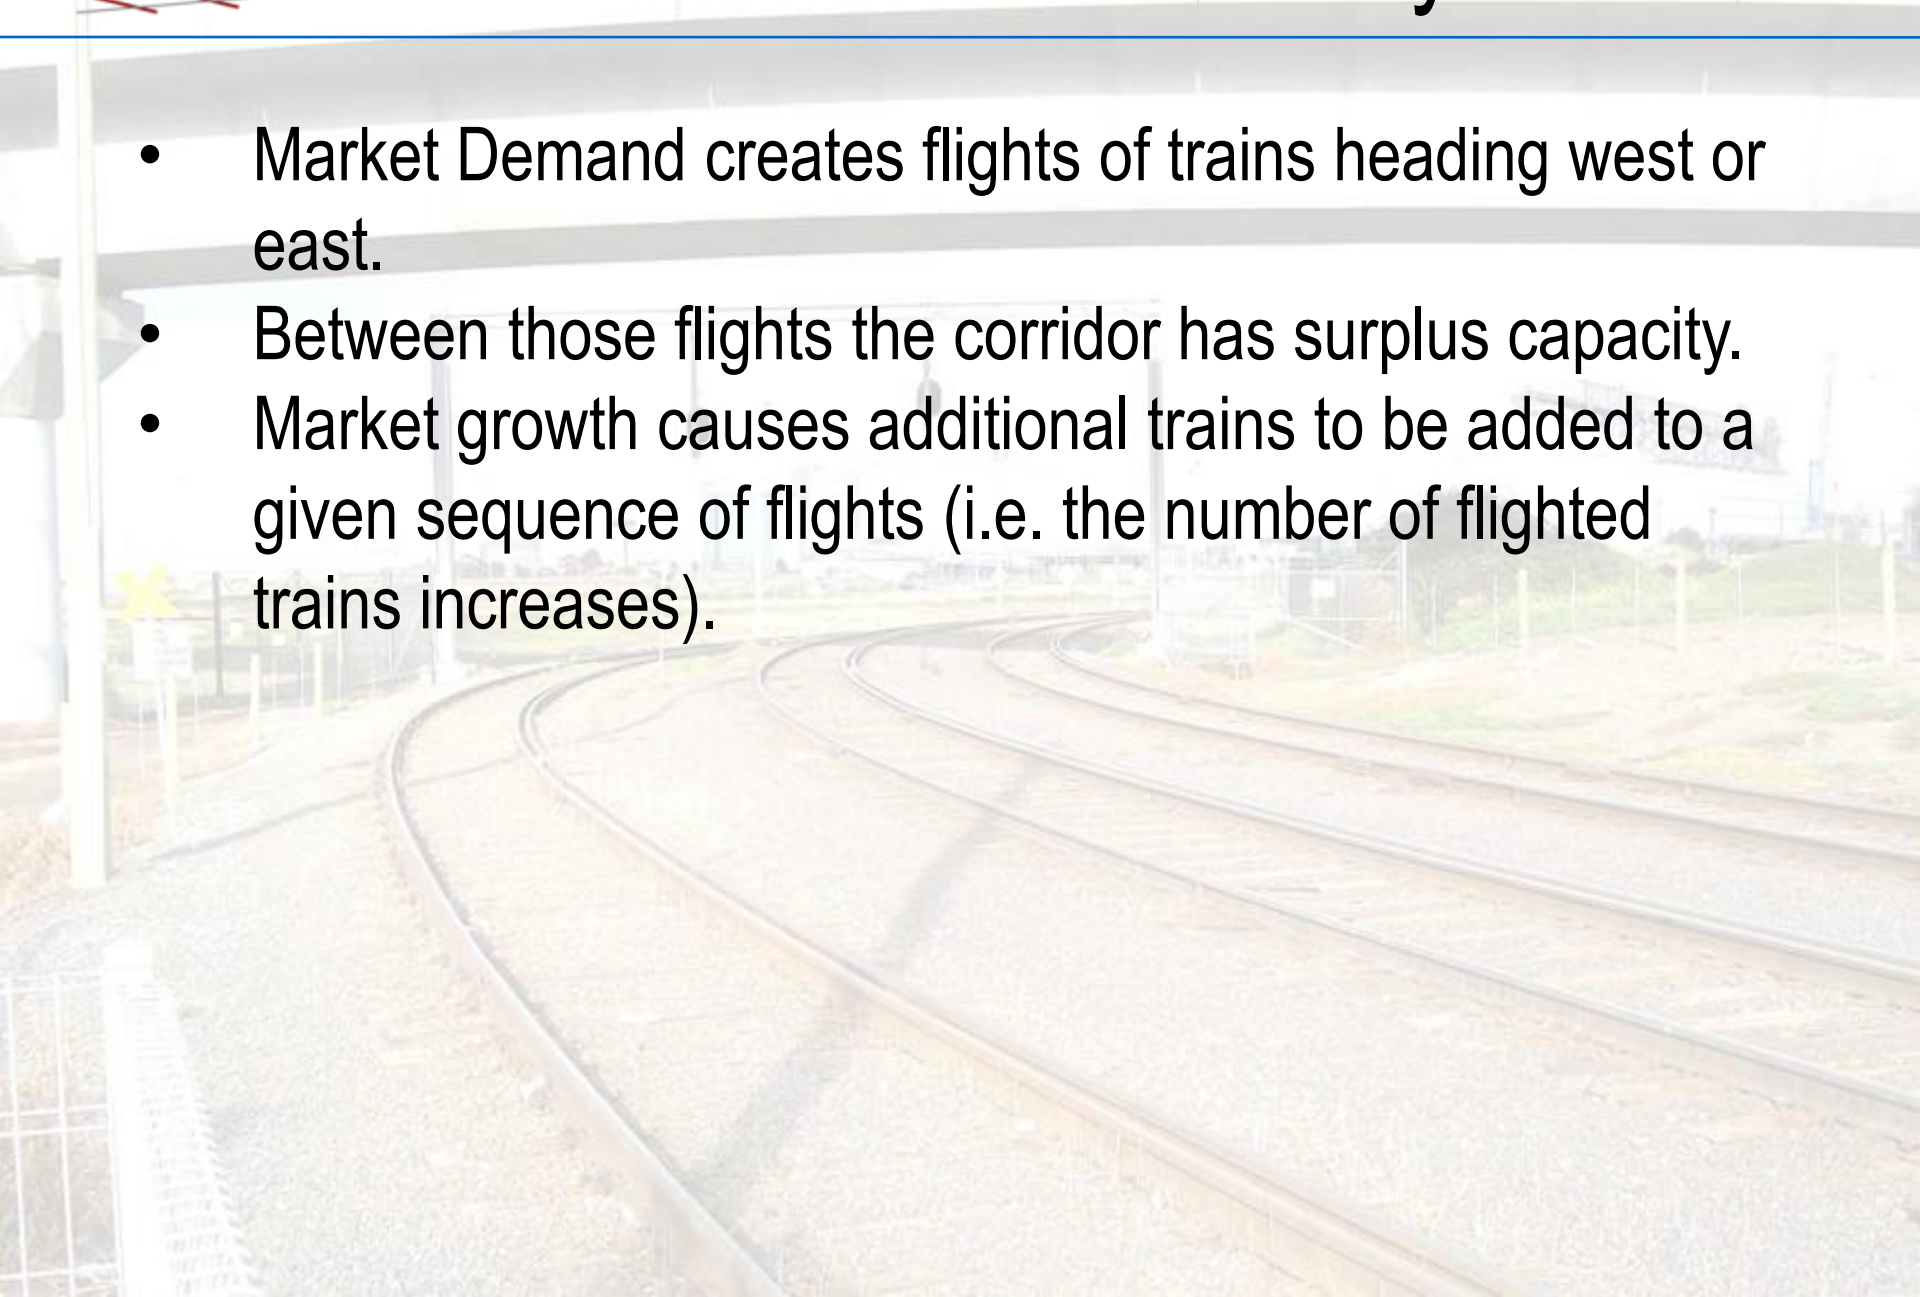 • Market Demand creates flights of trains heading west or
east.
• Between those flights the corridor has surplus capacity.
• Market growth causes additional trains to be added to a
given sequence of flights (i.e. the number of flighted
trains increases).